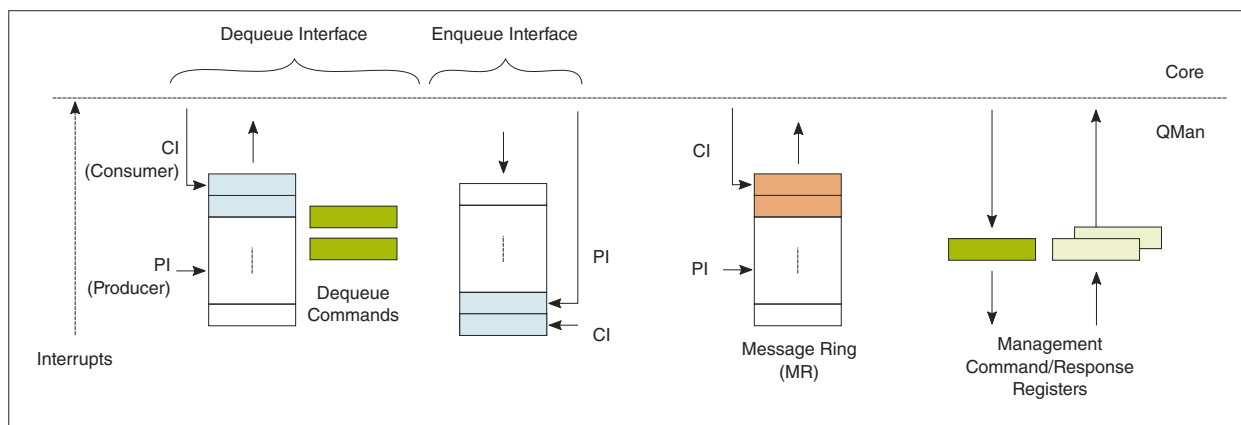 Dequeue Interface
Enqueue Interface
Core
QMan
CI
(Consumer)
PI
(Producer)
Dequeue
Commands
PI
CI
CI
PI
Message Ring
(MR)
Management
Command/Response
Registers
Interrupts